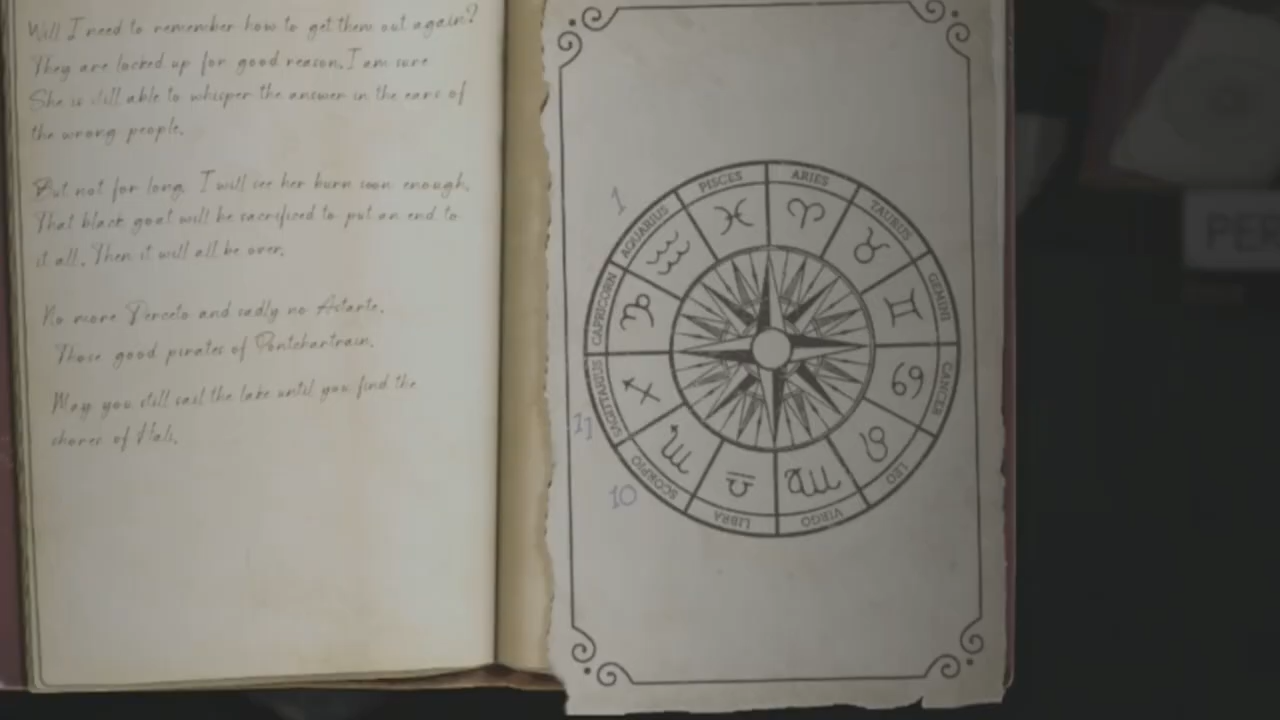 Will I need to remember how to get them out again?
They are locked up for good reason. I am sure
She is still able to whisper the answer in the ears of
the wrong people.
But not for long. I will see her burn soon enough.
That black goat will be sacrificed to put an end to
it all. Then it will all be over.
No more Derceto and sadly no Astarte.
Those good pirates of Pontchartrain.
May you still sail the lake until you find the
shores of Hali.
1
PISCES
ARIES
AQUARIUS
TAURUS
CAPRICORN
GEMINI
SAGITTARIUS
CANCER
11
SCORPIO
LEO
10
LIBRA
VIRGO
PER